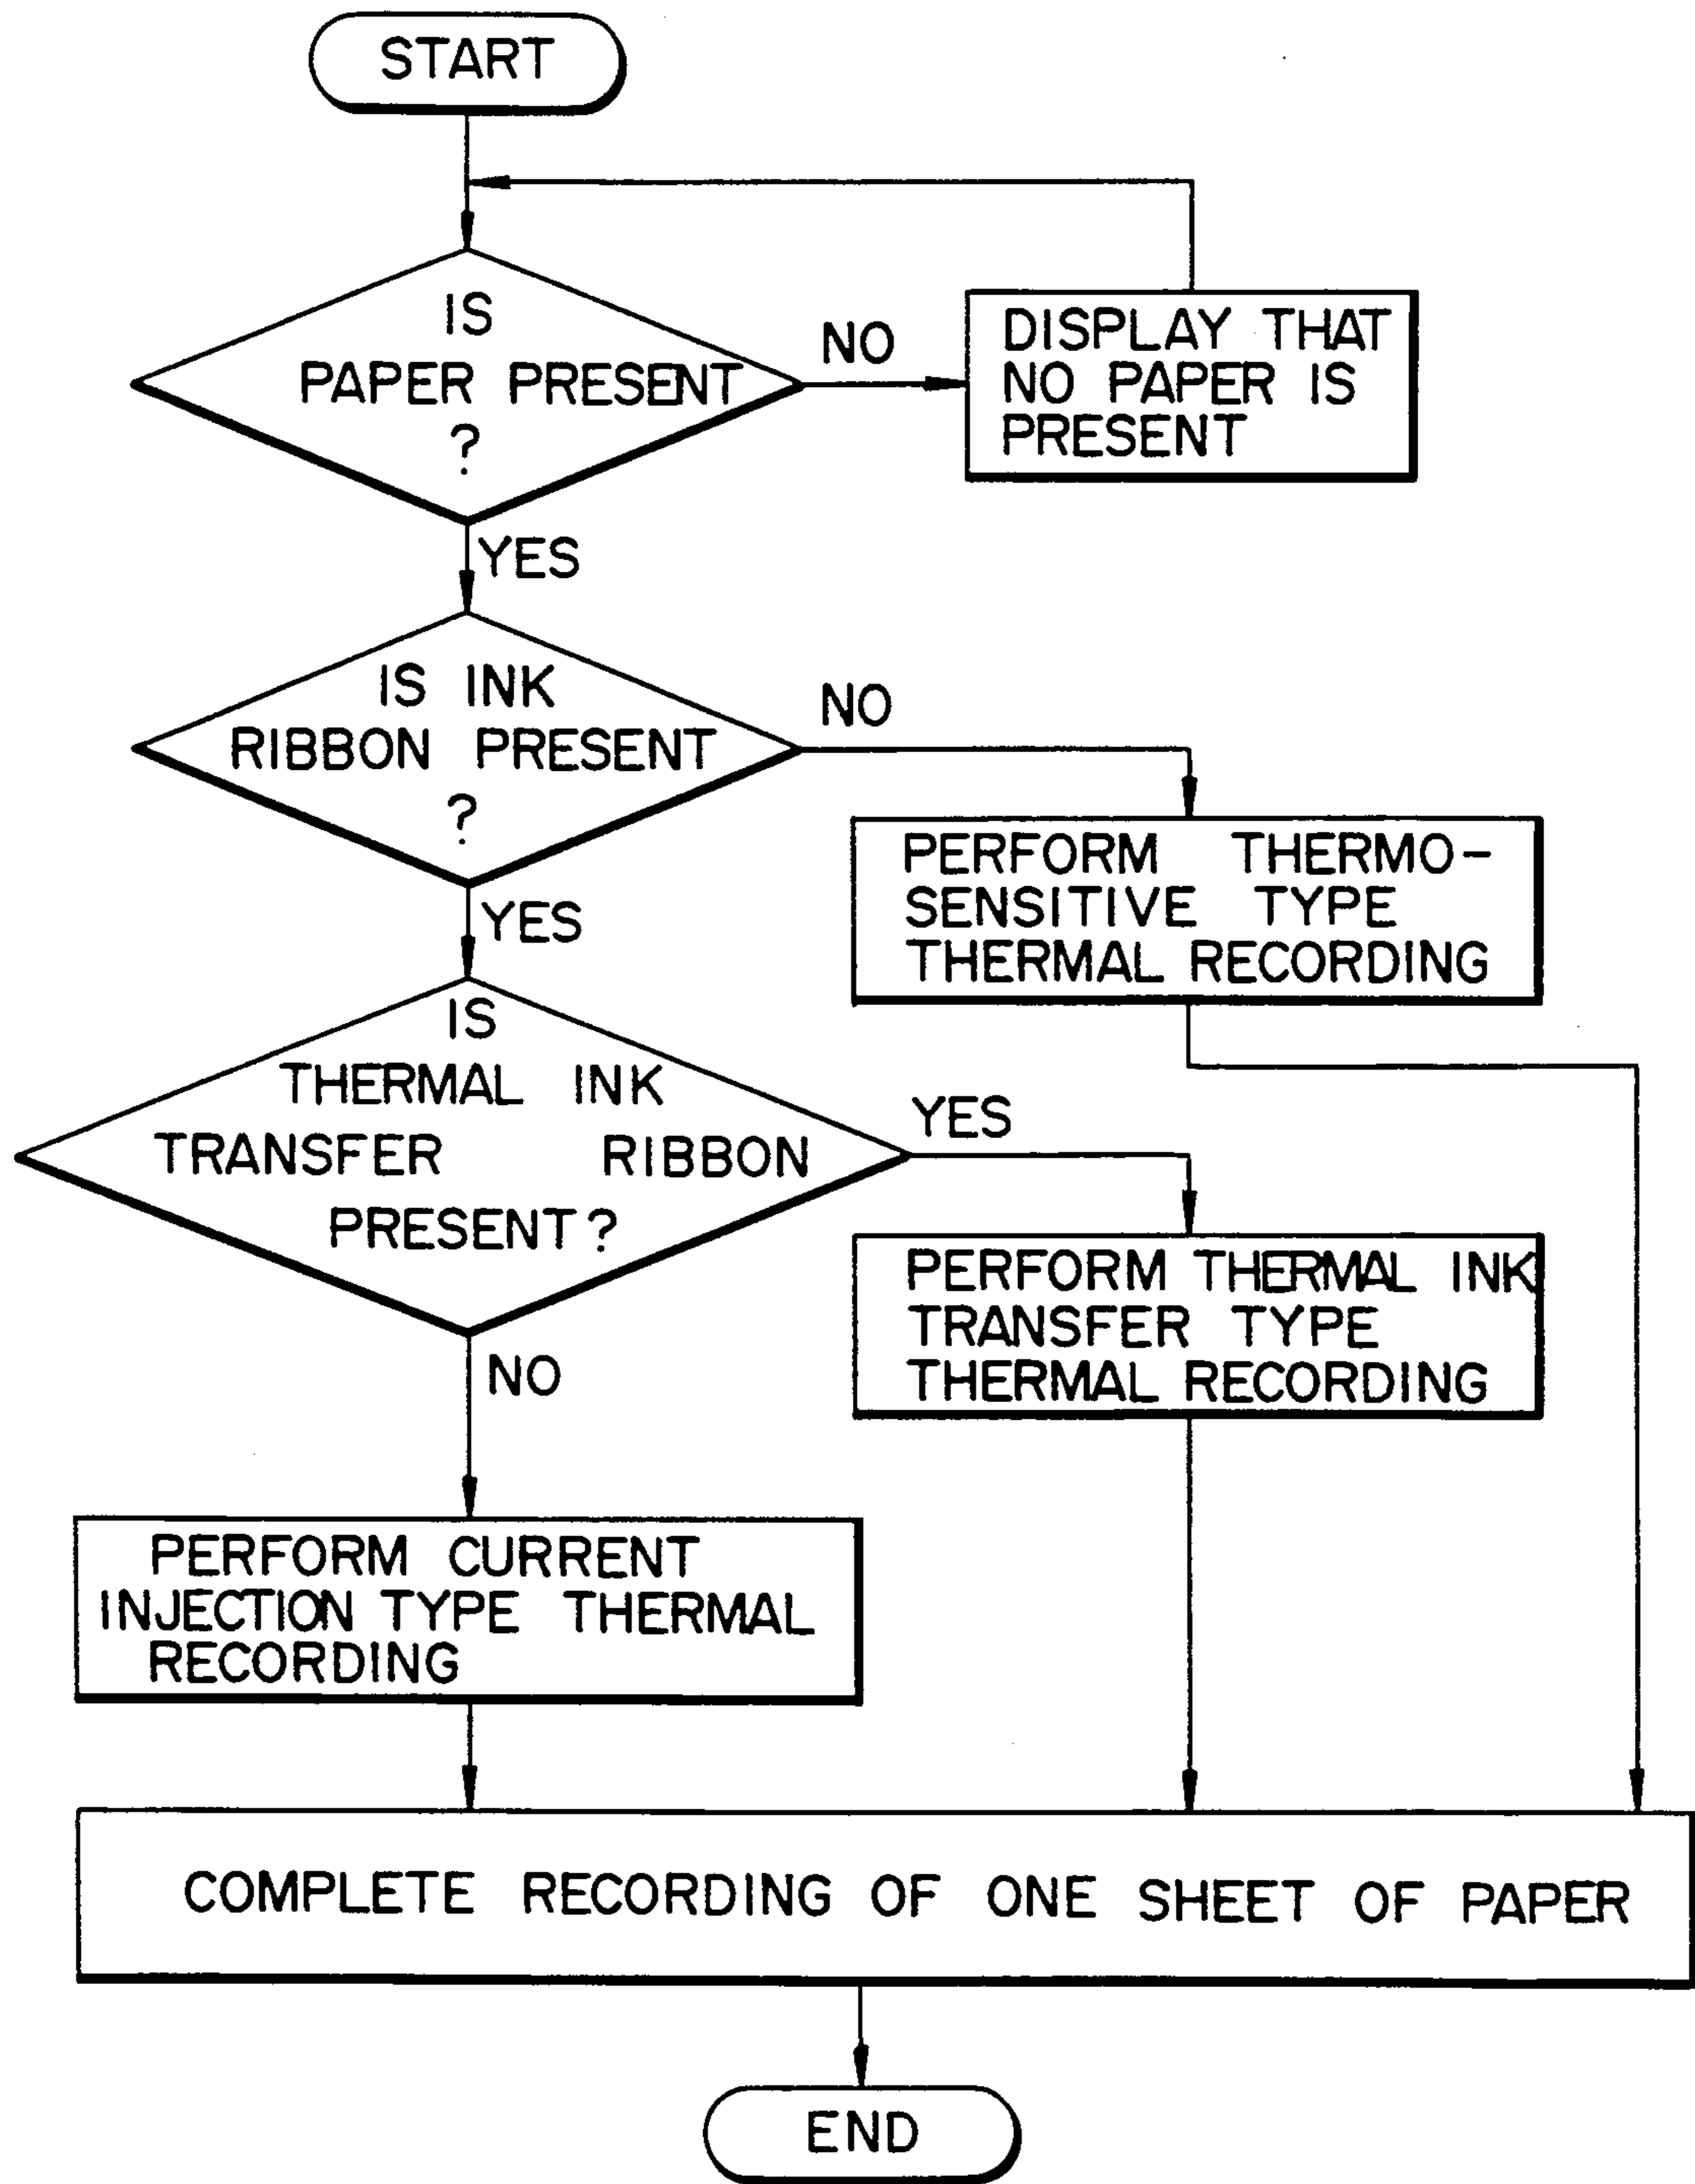 START
IS
PAPER PRESENT
?
NO
DISPLAY THAT
NO PAPER IS
PRESENT
YES
IS INK
RIBBON PRESENT
?
NO
PERFORM THERMO-
SENSITIVE TYPE
THERMAL RECORDING
YES
IS
THERMAL INK
TRANSFER RIBBON
PRESENT?
YES
PERFORM THERMAL INK
TRANSFER TYPE
THERMAL RECORDING
NO
PERFORM CURRENT
INJECTION TYPE THERMAL
RECORDING
COMPLETE RECORDING OF ONE SHEET OF PAPER
END